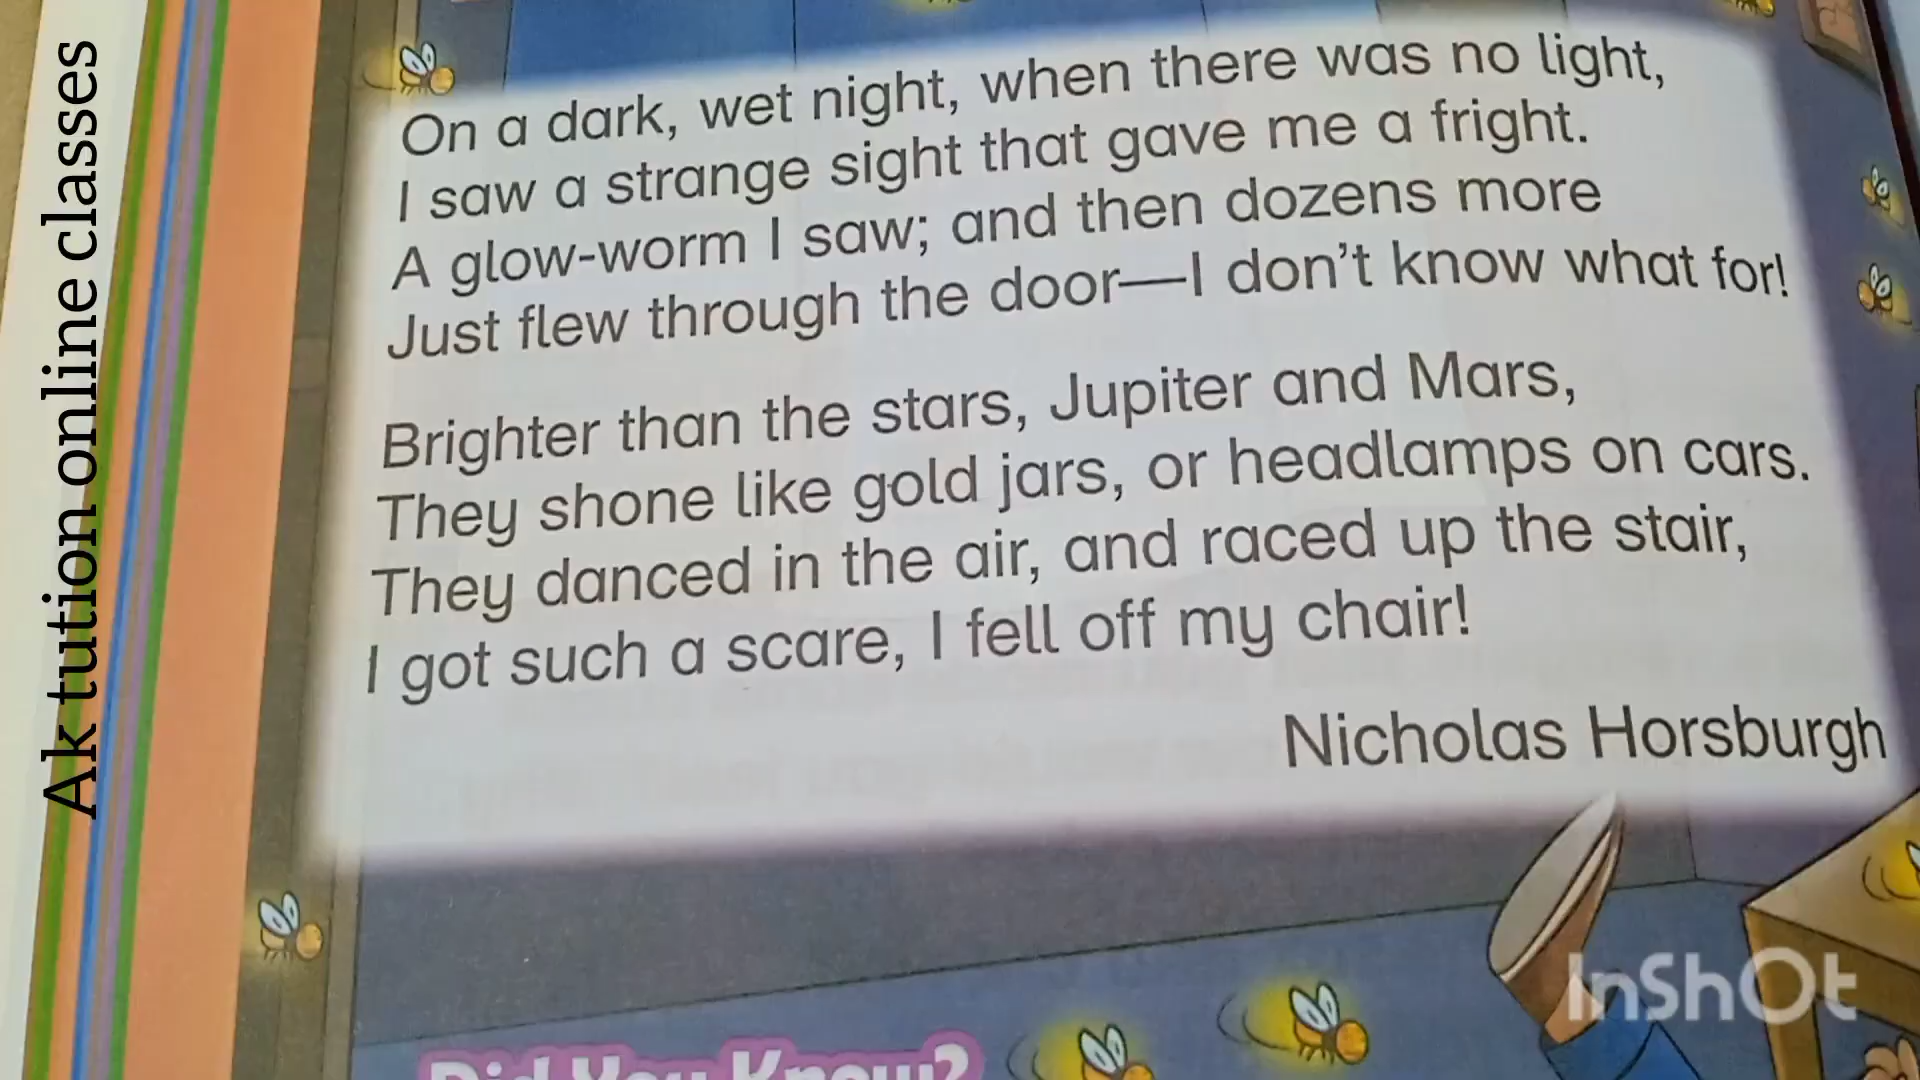 Ak tution online classes
On a dark, wet night, when there was no light,
I saw a strange sight that gave me a fright.
A glow-worm I saw; and then dozens more
Just flew through the door—I don't know what for!
Brighter than the stars, Jupiter and Mars,
They shone like gold jars, or headlamps on cars.
They danced in the air, and raced up the stair,
I got such a scare, I fell off my chair!
Nicholas Horsburgh
Did You Know?
InShOt